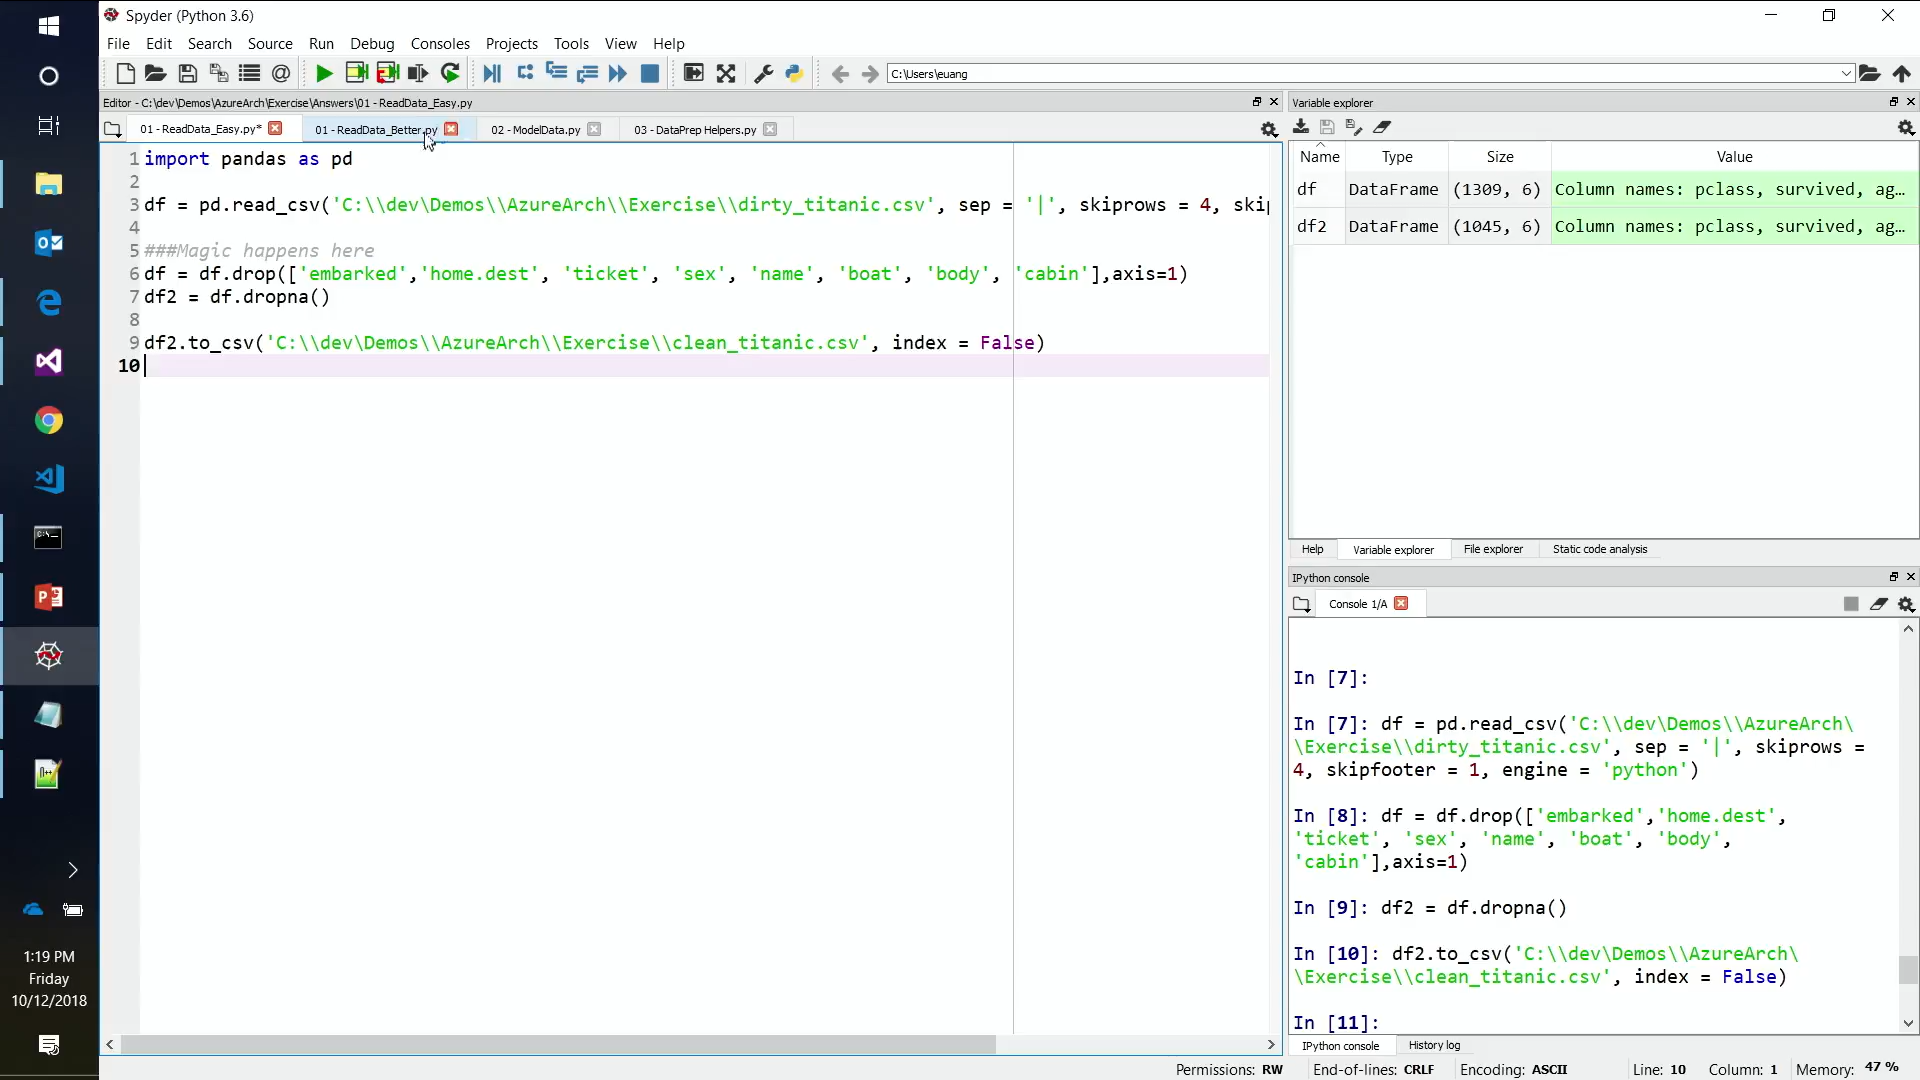 Spyder (Python 3.6)
File Edit Search Source Run Debug Consoles Projects Tools View Help
C:\Users\euang
Editor - C:\dev\Demos\AzureArch\Exercise\Answers\01 - ReadData_Easy.py
01 - ReadData_Easy.py* 01 - ReadData_Better.py 02 - ModelData.py 03 - DataPrep Helpers.py
1 import pandas as pd
2
3 df = pd.read_csv('C:\\dev\Demos\\AzureArch\\Exercise\\dirty_titanic.csv', sep = '|', skiprows = 4, skip
4
5 ###Magic happens here
6 df = df.drop(['embarked','home.dest', 'ticket', 'sex', 'name', 'boat', 'body', 'cabin'],axis=1)
7 df2 = df.dropna()
8
9 df2.to_csv('C:\\dev\Demos\\AzureArch\\Exercise\\clean_titanic.csv', index = False)
10
Variable explorer
Name Type Size Value
df DataFrame (1309, 6) Column names: pclass, survived, ag...
df2 DataFrame (1045, 6) Column names: pclass, survived, ag...
Help Variable explorer File explorer Static code analysis
IPython console
Console 1/A
In [7]:
In [7]: df = pd.read_csv('C:\\dev\Demos\\AzureArch\
\Exercise\\dirty_titanic.csv', sep = '|', skiprows =
4, skipfooter = 1, engine = 'python')
In [8]: df = df.drop(['embarked','home.dest',
'ticket', 'sex', 'name', 'boat', 'body',
'cabin'],axis=1)
In [9]: df2 = df.dropna()
In [10]: df2.to_csv('C:\\dev\Demos\\AzureArch\
\Exercise\\clean_titanic.csv', index = False)
In [11]:
IPython console History log
Permissions: RW End-of-lines: CRLF Encoding: ASCII Line: 10 Column: 1 Memory: 47 %
1:19 PM
Friday
10/12/2018